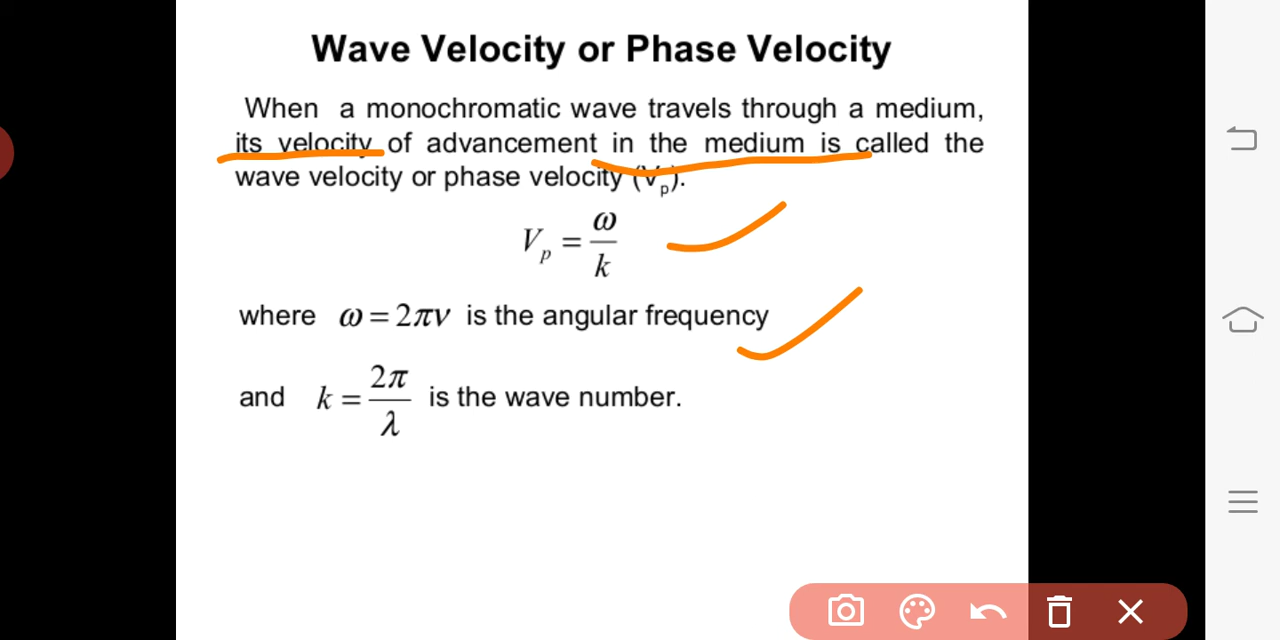 Wave Velocity or Phase Velocity
When a monochromatic wave travels through a medium,
its velocity of advancement in the medium is called the
wave velocity or phase velocity (Vp).
Vp = ω/k
where ω = 2πν is the angular frequency
and k = 2π/λ is the wave number.